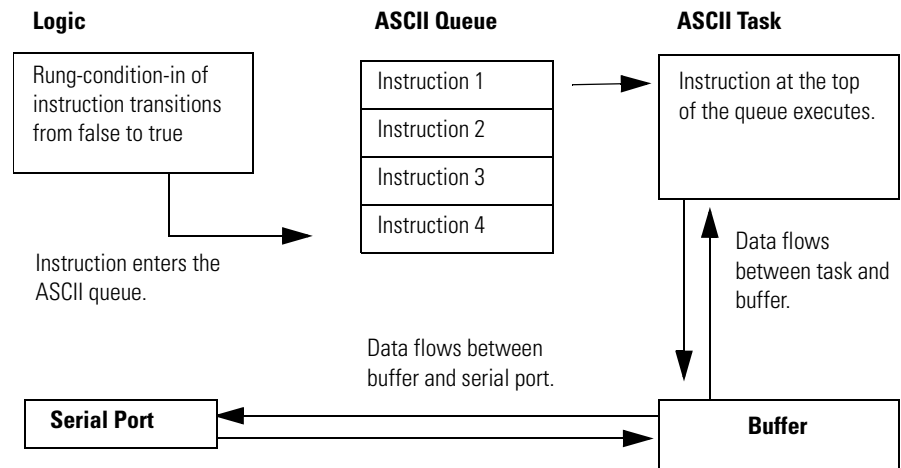 Logic
ASCII Queue
ASCII Task
Rung-condition-in of
instruction transitions
from false to true
Instruction 1
Instruction 2
Instruction 3
Instruction 4
Instruction at the top
of the queue executes.
Instruction enters the
ASCII queue.
Data flows
between task and
buffer.
Data flows between
buffer and serial port.
Serial Port
Buffer